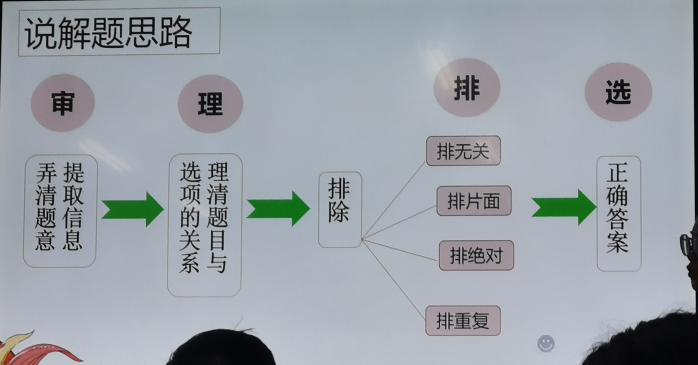 说解题思路
审
理
排
选
提取信息
弄清题意
理清题目与
选项的关系
排除
排无关
排片面
排绝对
排重复
正确答案